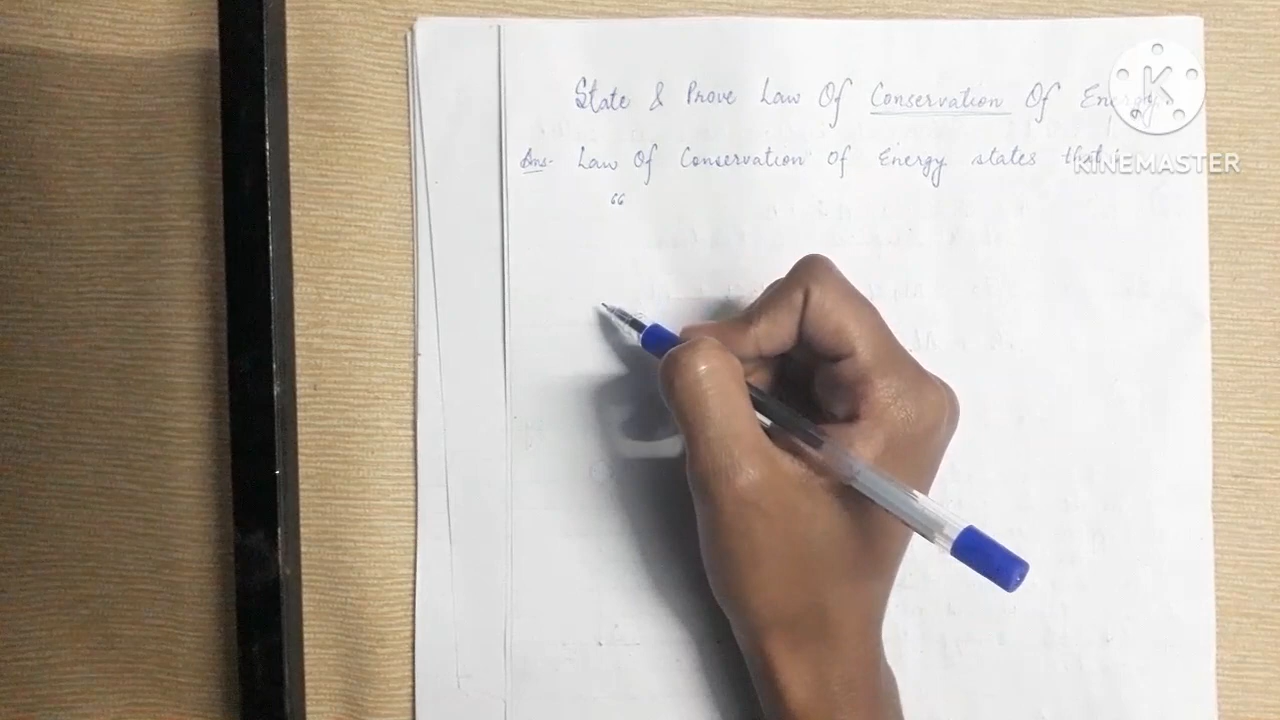 State & Prove Law Of Conservation Of Energy.
Ans- Law Of Conservation Of Energy states that
“
K
KINEMASTER